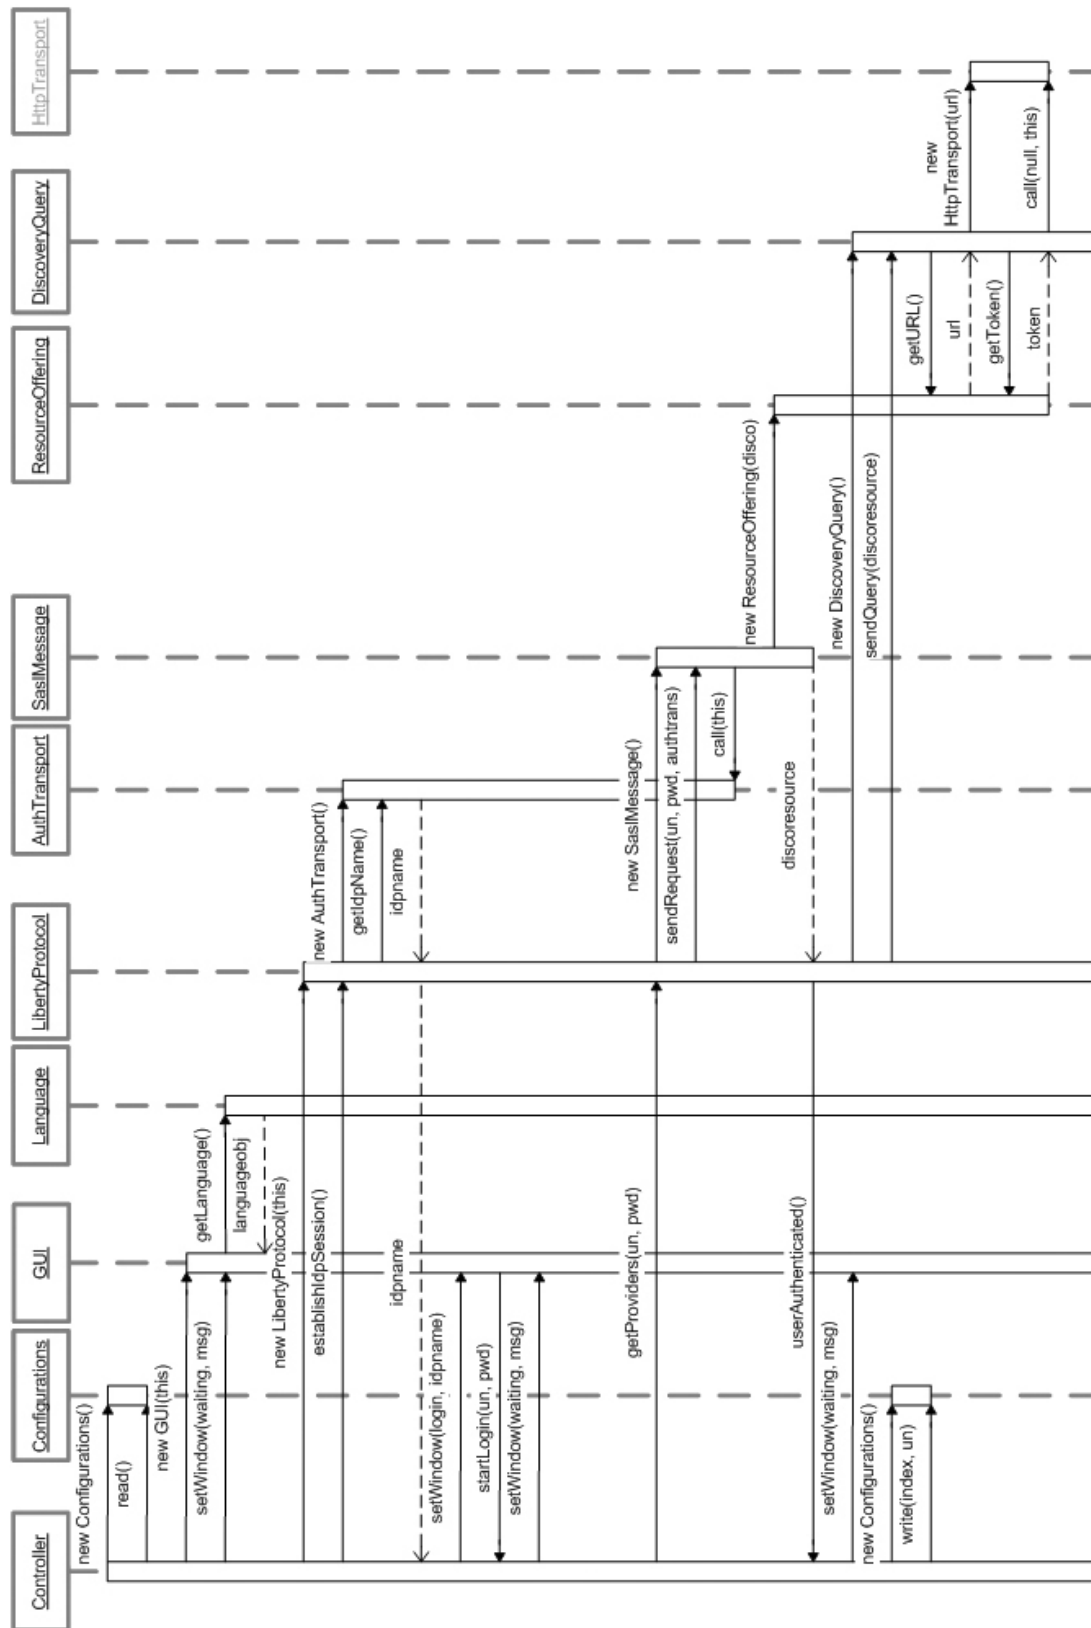 Controller
Configurations
GUI
Language
LibertyProtocol
AuthTransport
SaslMessage
ResourceOffering
DiscoveryQuery
HttpTransport
new Configurations()
read()
new GUI(this)
setWindow(waiting, msg)
getLanguage()
languageobj
new LibertyProtocol(this)
establishIdpSession()
new AuthTransport()
getIdpName()
idpname
idpname
setWindow(login, idpname)
startLogin(un, pwd)
setWindow(waiting, msg)
getProviders(un, pwd)
new SaslMessage()
sendRequest(un, pwd, authtrans)
call(this)
new ResourceOffering(disco)
discoresource
userAuthenticated()
setWindow(waiting, msg)
new DiscoveryQuery()
new Configurations()
sendQuery(discoresource)
write(index, un)
getURL()
url
new
HttpTransport(url)
getToken()
token
call(null, this)